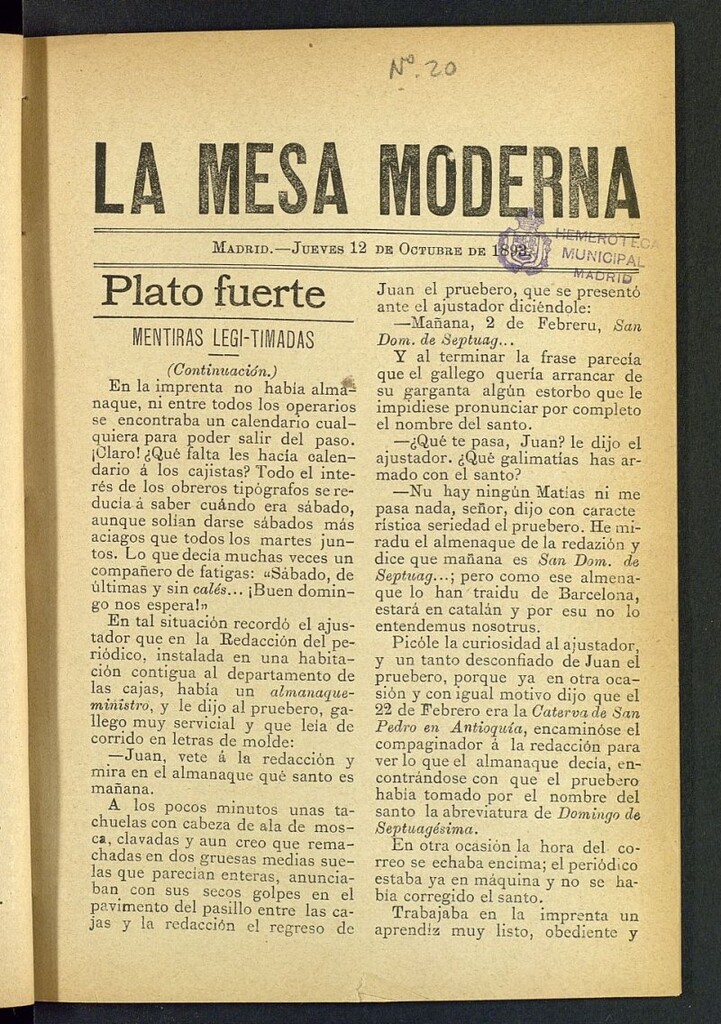 Nº. 20
LA MESA MODERNA
MADRID.—JUEVES 12 DE OCTUBRE DE 1893.
HEMEROTECA
MUNICIPAL
MADRID
Plato fuerte
MENTIRAS LEGI-TIMADAS
(Continuación.)
En la imprenta no había alma-
naque, ni entre todos los operarios
se encontraba un calendario cual-
quiera para poder salir del paso.
¡Claro! ¿Qué falta les hacía calen-
dario á los cajistas? Todo el inte-
rés de los obreros tipógrafos se re-
ducía á saber cuándo era sábado,
aunque solían darse sábados más
aciagos que todos los martes jun-
tos. Lo que decía muchas veces un
compañero de fatigas: «Sábado, de
últimas y sin calés... ¡Buen domin-
go nos espera!»
En tal situación recordó el ajus-
tador que en la Redacción del pe-
riódico, instalada en una habita-
ción contigua al departamento de
las cajas, había un almanaque-
ministro, y le dijo al pruebero, ga-
llego muy servicial y que leía de
corrido en letras de molde:
—Juan, vete á la redacción y
mira en el almanaque qué santo es
mañana.
A los pocos minutos unas ta-
chuelas con cabeza de ala de mos-
ca, clavadas y aun creo que rema-
chadas en dos gruesas medias sue-
las que parecían enteras, anuncia-
ban con sus secos golpes en el
pavimento del pasillo entre las ca-
jas y la redacción el regreso de
Juan el pruebero, que se presentó
ante el ajustador diciéndole:
—Mañana, 2 de Febreru, San
Dom. de Septuag...
Y al terminar la frase parecía
que el gallego quería arrancar de
su garganta algún estorbo que le
impidiese pronunciar por completo
el nombre del santo.
—¿Qué te pasa, Juan? le dijo el
ajustador. ¿Qué galimatías has ar-
mado con el santo?
—Nu hay ningún Matías ni me
pasa nada, señor, dijo con caracte
rística seriedad el pruebero. He mi-
radu el almenaque de la redazión y
dice que mañana es San Dom. de
Septuag...; pero como ese almena-
que lo han traidu de Barcelona,
estará en catalán y por esu no lo
entendemus nosotrus.
Picóle la curiosidad al ajustador,
y un tanto desconfiado de Juan el
pruebero, porque ya en otra oca-
sión y con igual motivo dijo que el
22 de Febrero era la Caterva de San
Pedro en Antioquía, encaminóse el
compaginador á la redacción para
ver lo que el almanaque decía, en-
contrándose con que el pruebero
había tomado por el nombre del
santo la abreviatura de Domingo de
Septuagésima.
En otra ocasión la hora del co-
rreo se echaba encima; el periódico
estaba ya en máquina y no se ha-
bía corregido el santo.
Trabajaba en la imprenta un
aprendiz muy listo, obediente y